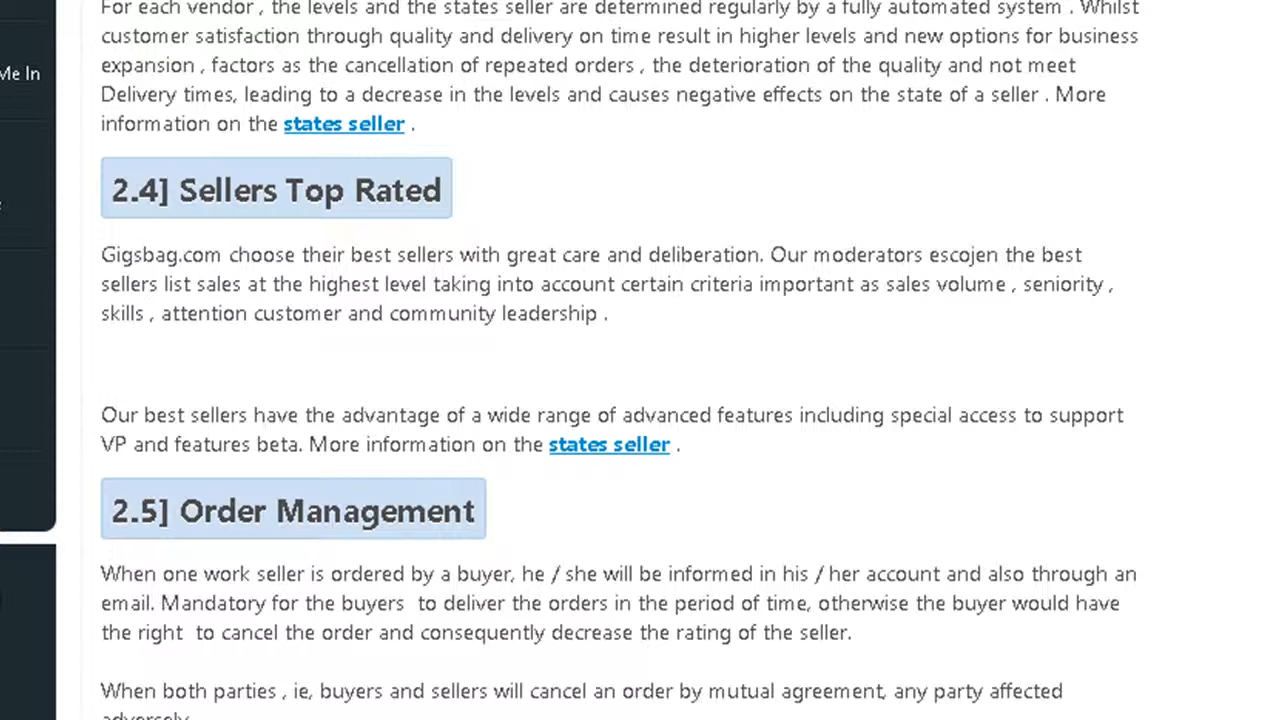 For each vendor , the levels and the states seller are determined regularly by a fully automated system . Whilst
customer satisfaction through quality and delivery on time result in higher levels and new options for business
expansion , factors as the cancellation of repeated orders , the deterioration of the quality and not meet
Me In
Delivery times, leading to a decrease in the levels and causes negative effects on the state of a seller . More
information on the states seller .
2.4] Sellers Top Rated
Gigsbag.com choose their best sellers with great care and deliberation. Our moderators escojen the best
sellers list sales at the highest level taking into account certain criteria important as sales volume , seniority ,
skills , attention customer and community leadership .
Our best sellers have the advantage of a wide range of advanced features including special access to support
VP and features beta. More information on the states seller .
2.5] Order Management
When one work seller is ordered by a buyer, he / she will be informed in his / her account and also through an
email. Mandatory for the buyers  to deliver the orders in the period of time, otherwise the buyer would have
the right  to cancel the order and consequently decrease the rating of the seller.
When both parties , ie, buyers and sellers will cancel an order by mutual agreement, any party affected
adversely